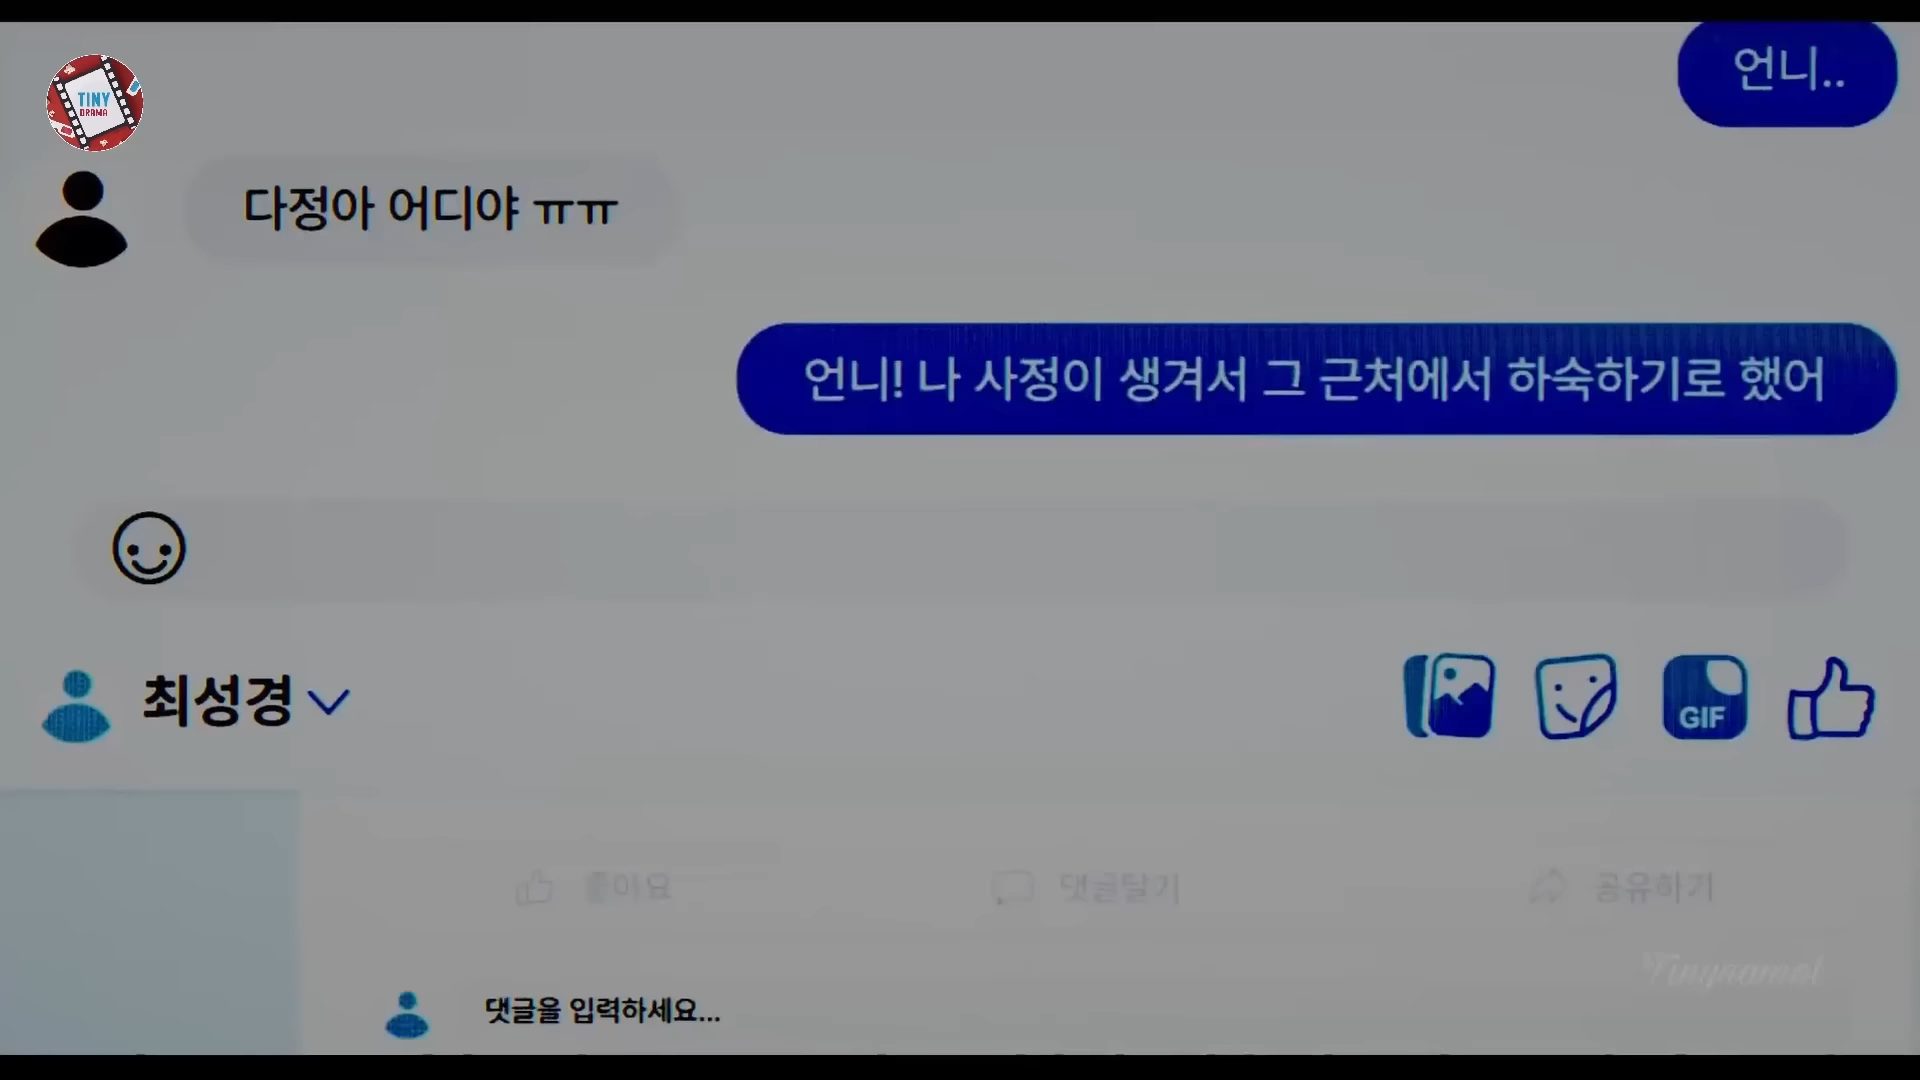 언니..
TINY
DRAMA
다정아 어디야 ㅠㅠ
언니! 나 사정이 생겨서 그 근처에서 하숙하기로 했어
최성경
GIF
좋아요 댓글달기 공유하기
댓글을 입력하세요...